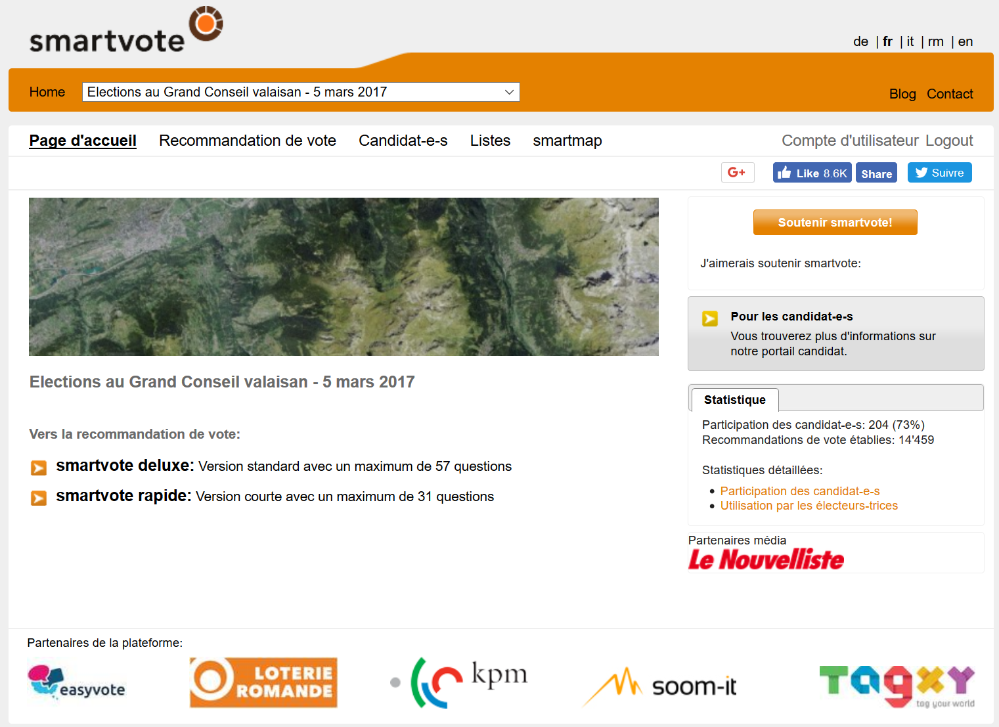 smartvote
de | fr | it | rm | en
Home
Elections au Grand Conseil valaisan - 5 mars 2017
Blog Contact
Page d'accueil Recommandation de vote Candidat-e-s Listes smartmap
Compte d'utilisateur Logout
G+
Like 8.6K
Share
Suivre
Soutenir smartvote!
J'aimerais soutenir smartvote:
Pour les candidat-e-s
Vous trouverez plus d'informations sur
notre portail candidat.
Elections au Grand Conseil valaisan - 5 mars 2017
Vers la recommandation de vote:
smartvote deluxe: Version standard avec un maximum de 57 questions
smartvote rapide: Version courte avec un maximum de 31 questions
Statistique
Participation des candidat-e-s: 204 (73%)
Recommandations de vote établies: 14'459
Statistiques détaillées:
Participation des candidat-e-s
Utilisation par les électeurs-trices
Partenaires média
Le Nouvelliste
Partenaires de la plateforme:
easyvote
LOTERIE
ROMANDE
kpm
soom-it
TagXY
tag your world